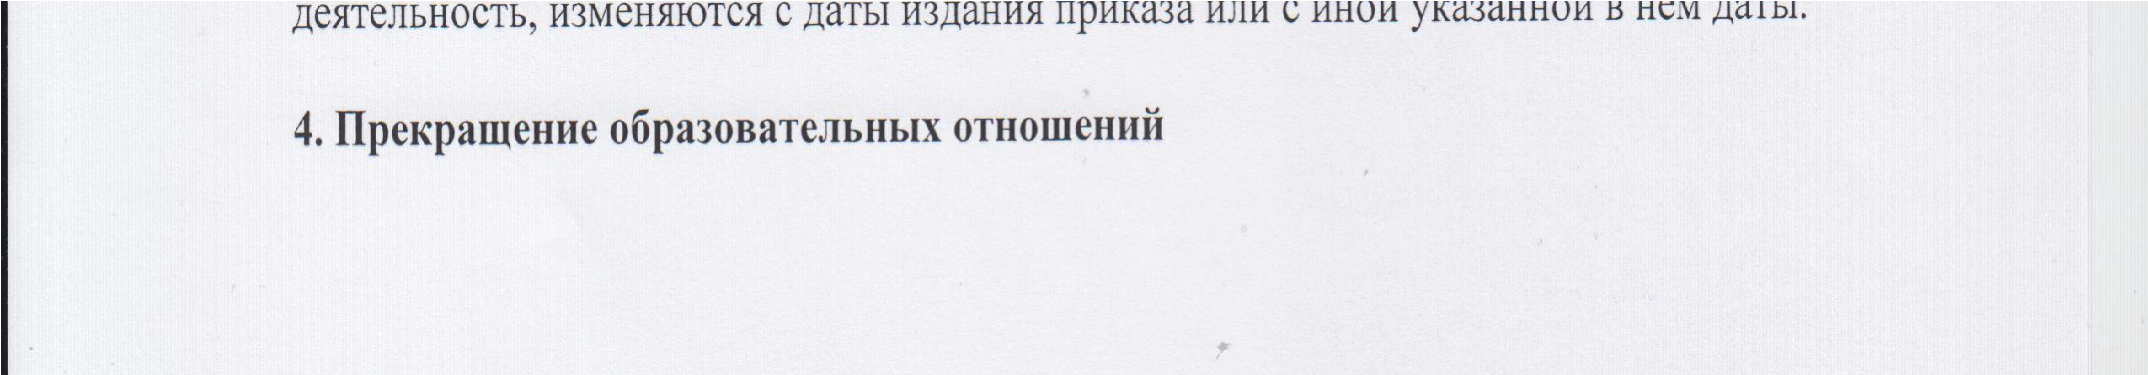 деятельность, изменяются с даты издания приказа или с иной указанной в нем даты.
4. Прекращение образовательных отношений